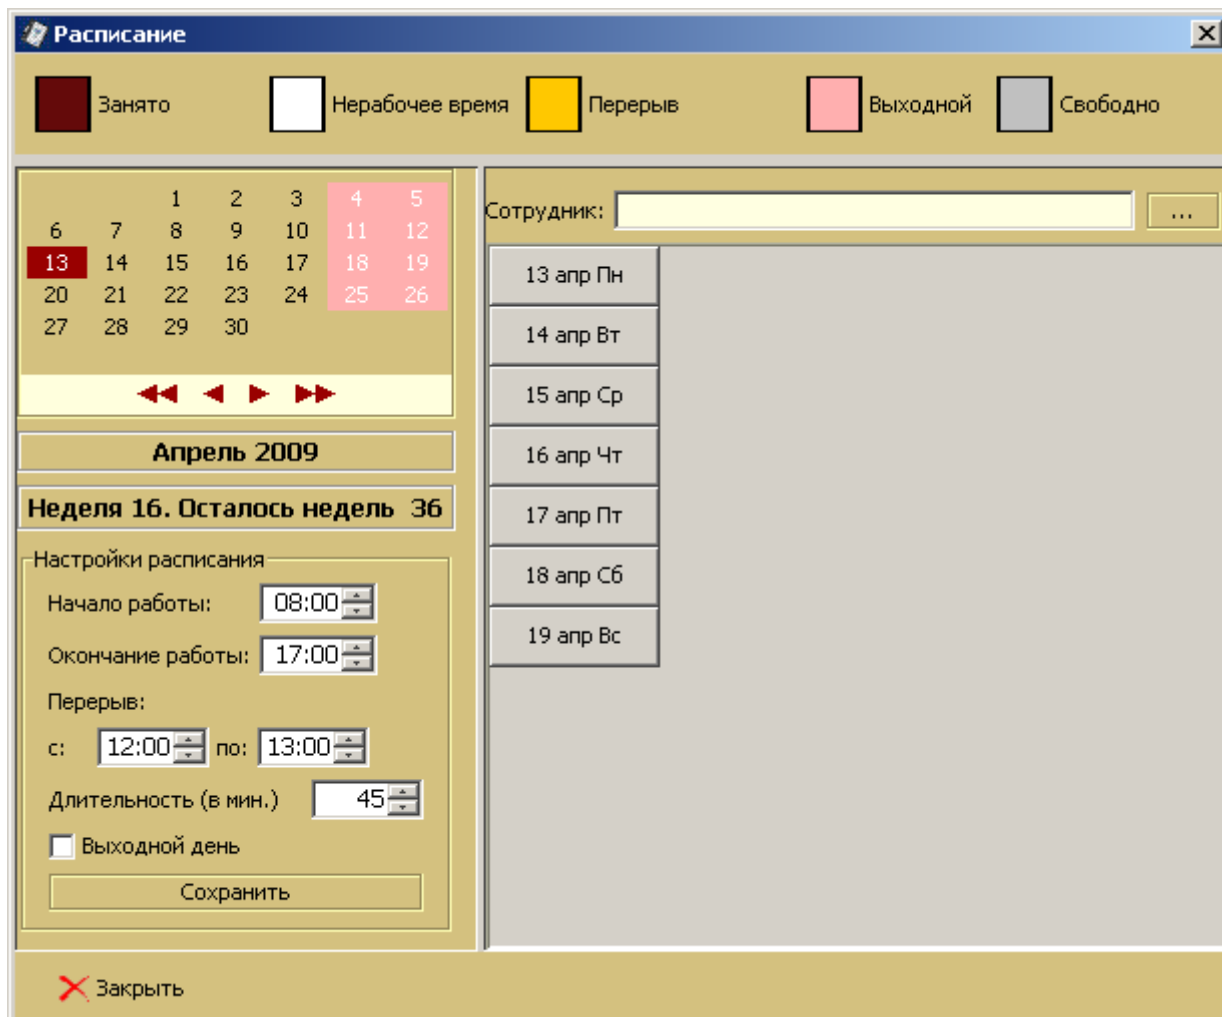 Расписание
Занято Нерабочее время Перерыв Выходной Свободно
1 2 3 4 5
6 7 8 9 10 11 12
13 14 15 16 17 18 19
20 21 22 23 24 25 26
27 28 29 30
Апрель 2009
Неделя 16. Осталось недель 36
Настройки расписания
Начало работы: 08:00
Окончание работы: 17:00
Перерыв:
с: 12:00 по: 13:00
Длительность (в мин.) 45
Выходной день
Сохранить
Сотрудник: ...
13 апр Пн
14 апр Вт
15 апр Ср
16 апр Чт
17 апр Пт
18 апр Сб
19 апр Вс
Закрыть